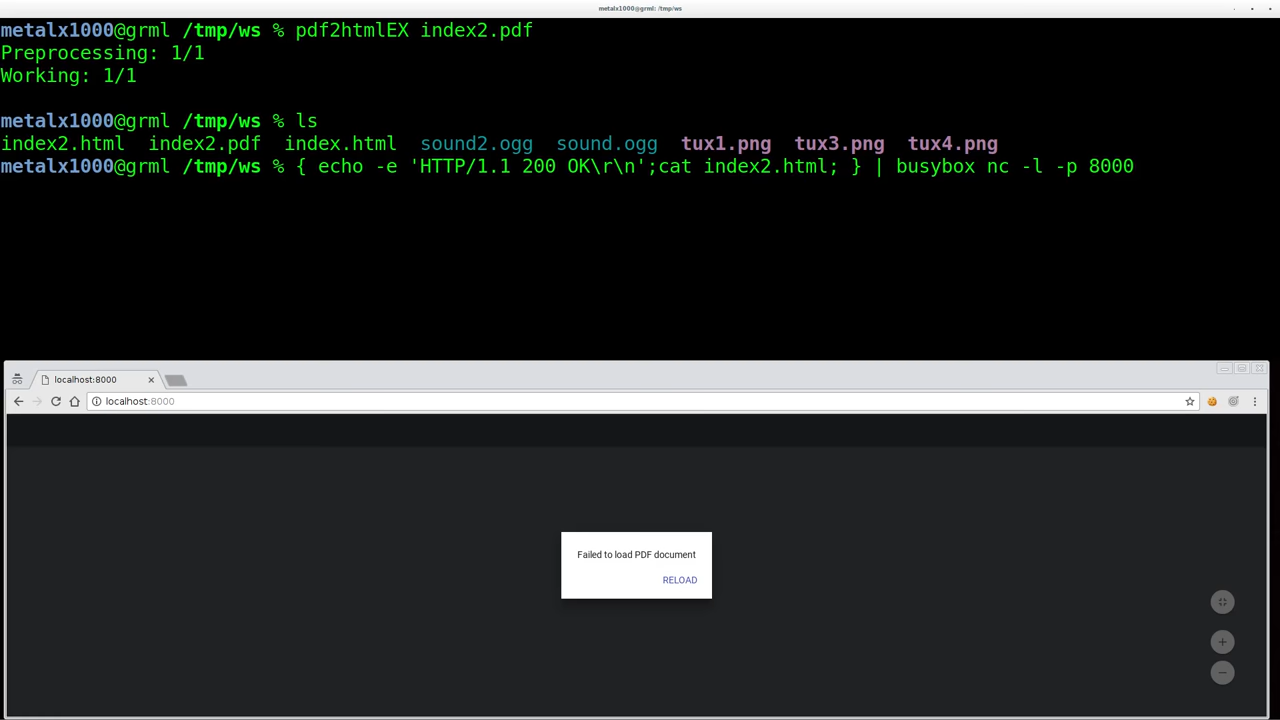 metalx1000@grml: /tmp/ws
metalx1000@grml /tmp/ws % pdf2htmlEX index2.pdf
Preprocessing: 1/1
Working: 1/1
metalx1000@grml /tmp/ws % ls
index2.html index2.pdf index.html sound2.ogg sound.ogg tux1.png tux3.png tux4.png
metalx1000@grml /tmp/ws % { echo -e 'HTTP/1.1 200 OK\r\n';cat index2.html; } | busybox nc -l -p 8000
localhost:8000
localhost:8000
Failed to load PDF document
RELOAD